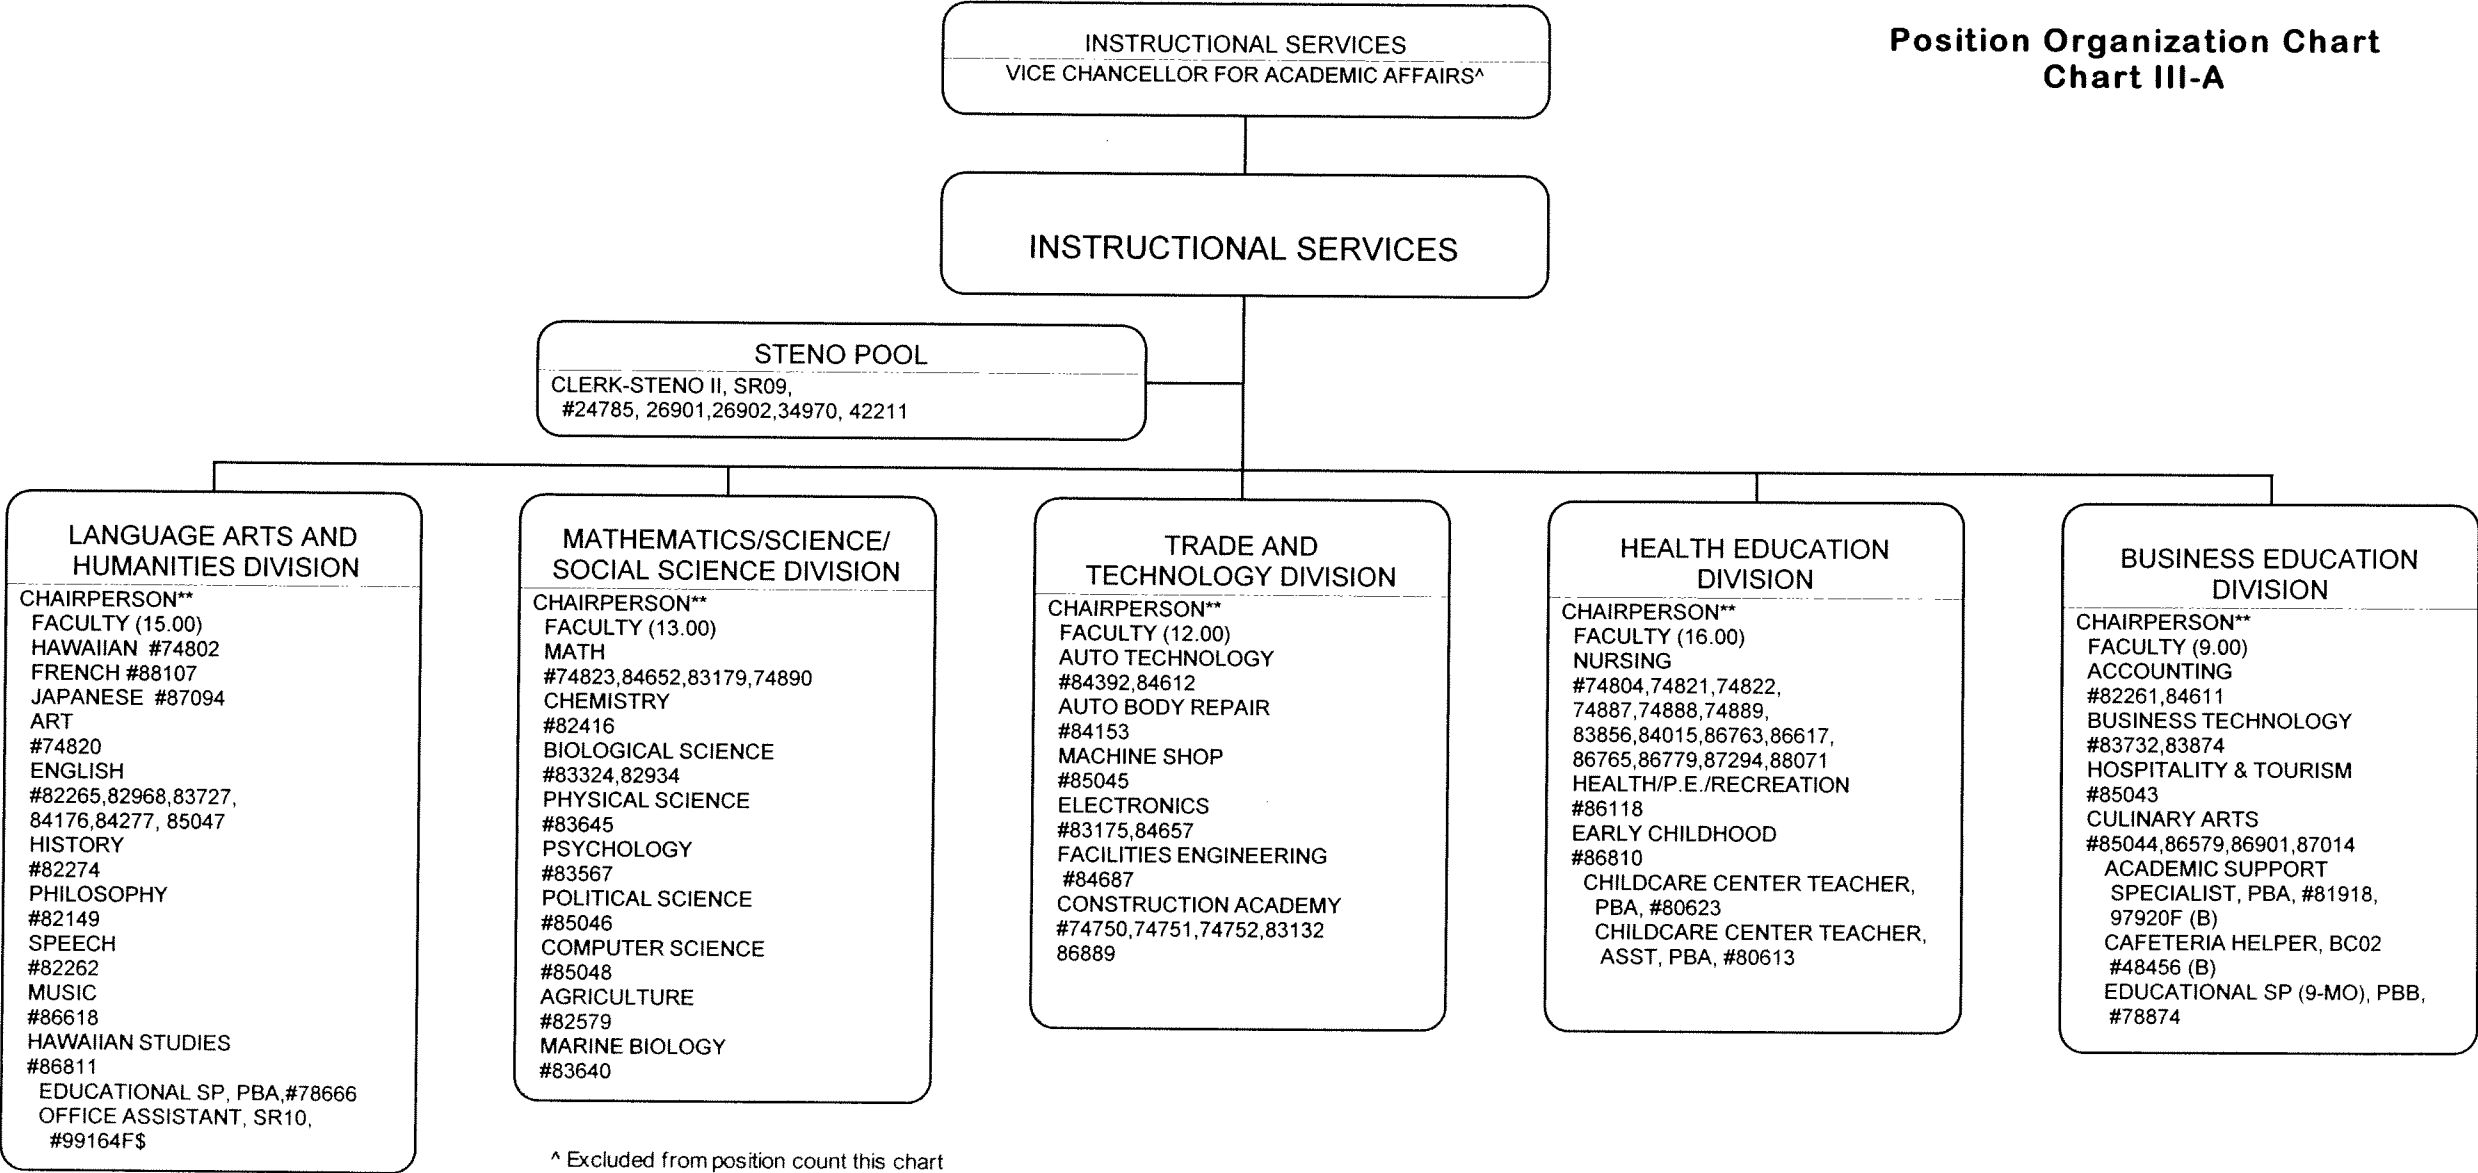 Position Organization Chart
Chart III-A
INSTRUCTIONAL SERVICES
VICE CHANCELLOR FOR ACADEMIC AFFAIRS^
INSTRUCTIONAL SERVICES
STENO POOL
CLERK-STENO II, SR09,
#24785, 26901,26902,34970, 42211
LANGUAGE ARTS AND
HUMANITIES DIVISION
CHAIRPERSON**
FACULTY (15.00)
HAWAIIAN #74802
FRENCH #88107
JAPANESE #87094
ART
#74820
ENGLISH
#82265,82968,83727,
84176,84277, 85047
HISTORY
#82274
PHILOSOPHY
#82149
SPEECH
#82262
MUSIC
#86618
HAWAIIAN STUDIES
#86811
EDUCATIONAL SP, PBA,#78666
OFFICE ASSISTANT, SR10,
#99164F$
MATHEMATICS/SCIENCE/
SOCIAL SCIENCE DIVISION
CHAIRPERSON**
FACULTY (13.00)
MATH
#74823,84652,83179,74890
CHEMISTRY
#82416
BIOLOGICAL SCIENCE
#83324,82934
PHYSICAL SCIENCE
#83645
PSYCHOLOGY
#83567
POLITICAL SCIENCE
#85046
COMPUTER SCIENCE
#85048
AGRICULTURE
#82579
MARINE BIOLOGY
#83640
TRADE AND
TECHNOLOGY DIVISION
CHAIRPERSON**
FACULTY (12.00)
AUTO TECHNOLOGY
#84392,84612
AUTO BODY REPAIR
#84153
MACHINE SHOP
#85045
ELECTRONICS
#83175,84657
FACILITIES ENGINEERING
#84687
CONSTRUCTION ACADEMY
#74750,74751,74752,83132
86889
HEALTH EDUCATION
DIVISION
CHAIRPERSON**
FACULTY (16.00)
NURSING
#74804,74821,74822,
74887,74888,74889,
83856,84015,86763,86617,
86765,86779,87294,88071
HEALTH/P.E./RECREATION
#86118
EARLY CHILDHOOD
#86810
CHILDCARE CENTER TEACHER,
PBA, #80623
CHILDCARE CENTER TEACHER,
ASST, PBA, #80613
BUSINESS EDUCATION
DIVISION
CHAIRPERSON**
FACULTY (9.00)
ACCOUNTING
#82261,84611
BUSINESS TECHNOLOGY
#83732,83874
HOSPITALITY & TOURISM
#85043
CULINARY ARTS
#85044,86579,86901,87014
ACADEMIC SUPPORT
SPECIALIST, PBA, #81918,
97920F (B)
CAFETERIA HELPER, BC02
#48456 (B)
EDUCATIONAL SP (9-MO), PBB,
#78874
^ Excluded from position count this chart